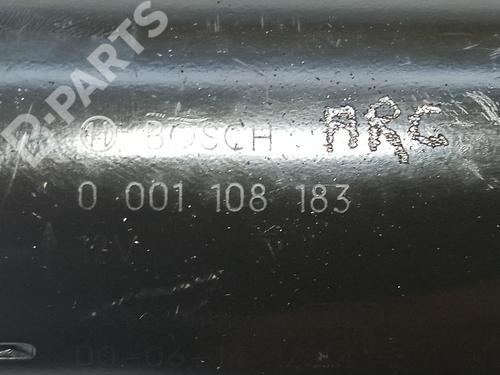 B-PARTS
BOSCH ARC
0 001 108 183
A 12V V